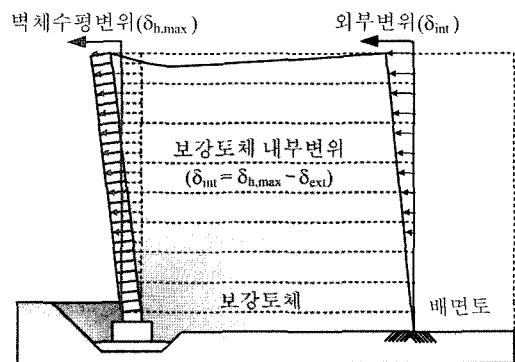 벽체수평변위(δh,max)
외부변위(δint)
보강토체 내부변위
(δint = δh,max − δext)
보강토체
배면토